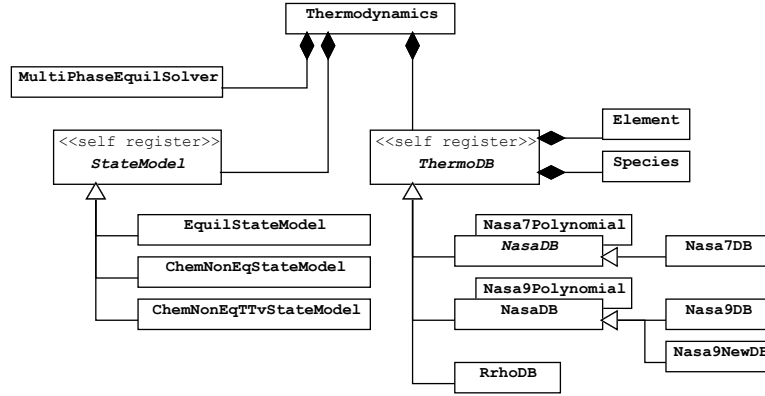 Thermodynamics
MultiPhaseEquilSolver
<<self register>>
StateModel
<<self register>>
ThermoDB
Element
Species
EquilStateModel
ChemNonEqStateModel
ChemNonEqTTvStateModel
Nasa7Polynomial
NasaDB
Nasa7DB
Nasa9Polynomial
NasaDB
Nasa9DB
Nasa9NewDB
RrhoDB